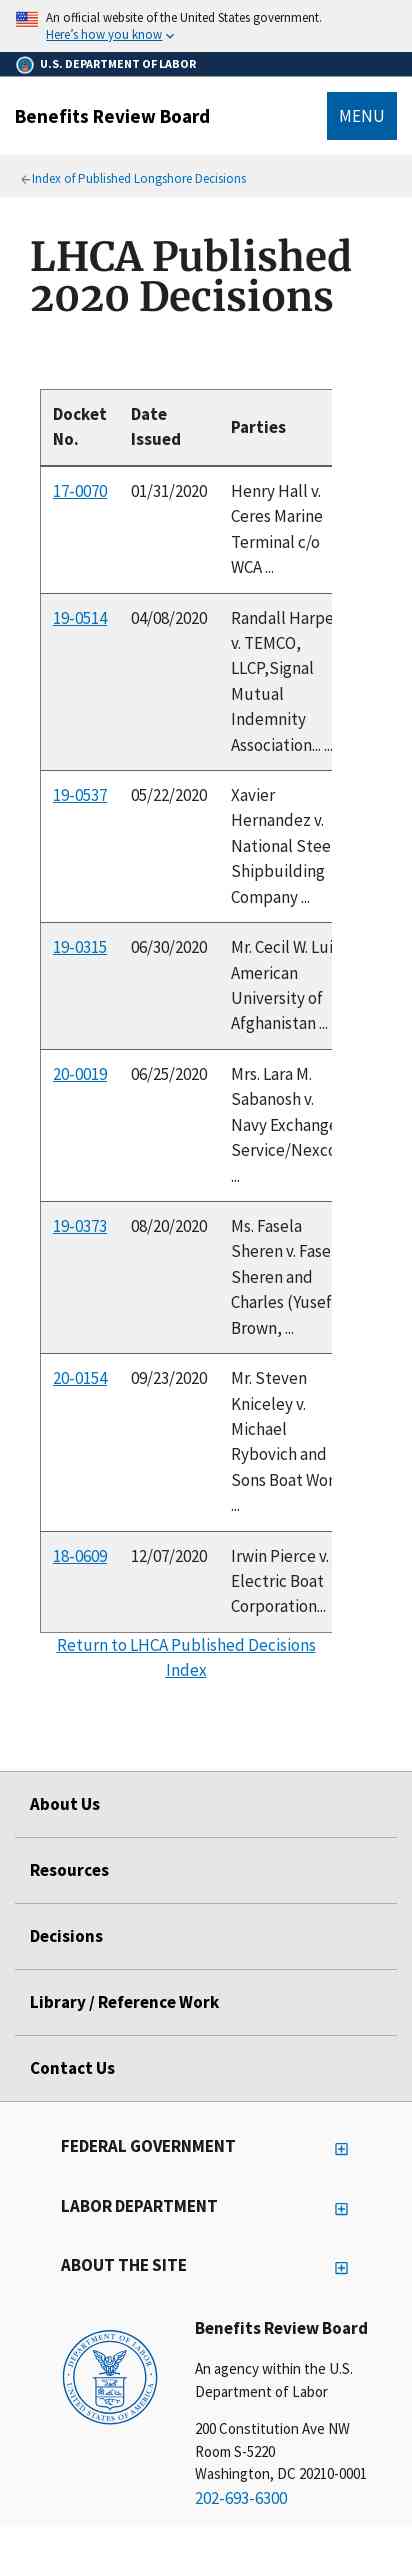 An official website of the United States government.
Here's how you know
U.S. DEPARTMENT OF LABOR
Benefits Review Board
MENU
Index of Published Longshore Decisions
LHCA Published
2020 Decisions
Docket No. Date Issued Parties
17-0070 01/31/2020 Henry Hall v.
Ceres Marine
Terminal c/o
WCA ...
19-0514 04/08/2020 Randall Harpe
v. TEMCO,
LLCP,Signal
Mutual
Indemnity
Association... ...
19-0537 05/22/2020 Xavier
Hernandez v.
National Stee
Shipbuilding
Company ...
19-0315 06/30/2020 Mr. Cecil W. Lui
American
University of
Afghanistan ...
20-0019 06/25/2020 Mrs. Lara M.
Sabanosh v.
Navy Exchange
Service/Nexco
...
19-0373 08/20/2020 Ms. Fasela
Sheren v. Fase
Sheren and
Charles (Yusef
Brown, ...
20-0154 09/23/2020 Mr. Steven
Kniceley v.
Michael
Rybovich and
Sons Boat Wor
...
18-0609 12/07/2020 Irwin Pierce v.
Electric Boat
Corporation...
Return to LHCA Published Decisions
Index
About Us
Resources
Decisions
Library / Reference Work
Contact Us
FEDERAL GOVERNMENT
LABOR DEPARTMENT
ABOUT THE SITE
DEPARTMENT OF LABOR
UNITED STATES OF AMERICA
Benefits Review Board
An agency within the U.S.
Department of Labor
200 Constitution Ave NW
Room S-5220
Washington, DC 20210-0001
202-693-6300